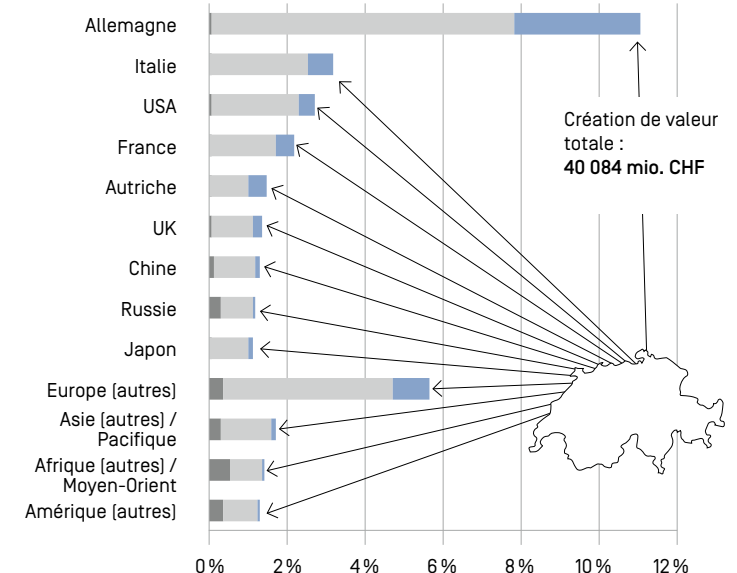 Allemagne
Italie
USA
France
Autriche
UK
Chine
Russie
Japon
Europe (autres)
Asie (autres) /
Pacifique
Afrique (autres) /
Moyen-Orient
Amérique (autres)
Création de valeur
totale :
40 084 mio. CHF
0 % 2 % 4 % 6 % 8 % 10 % 12 %